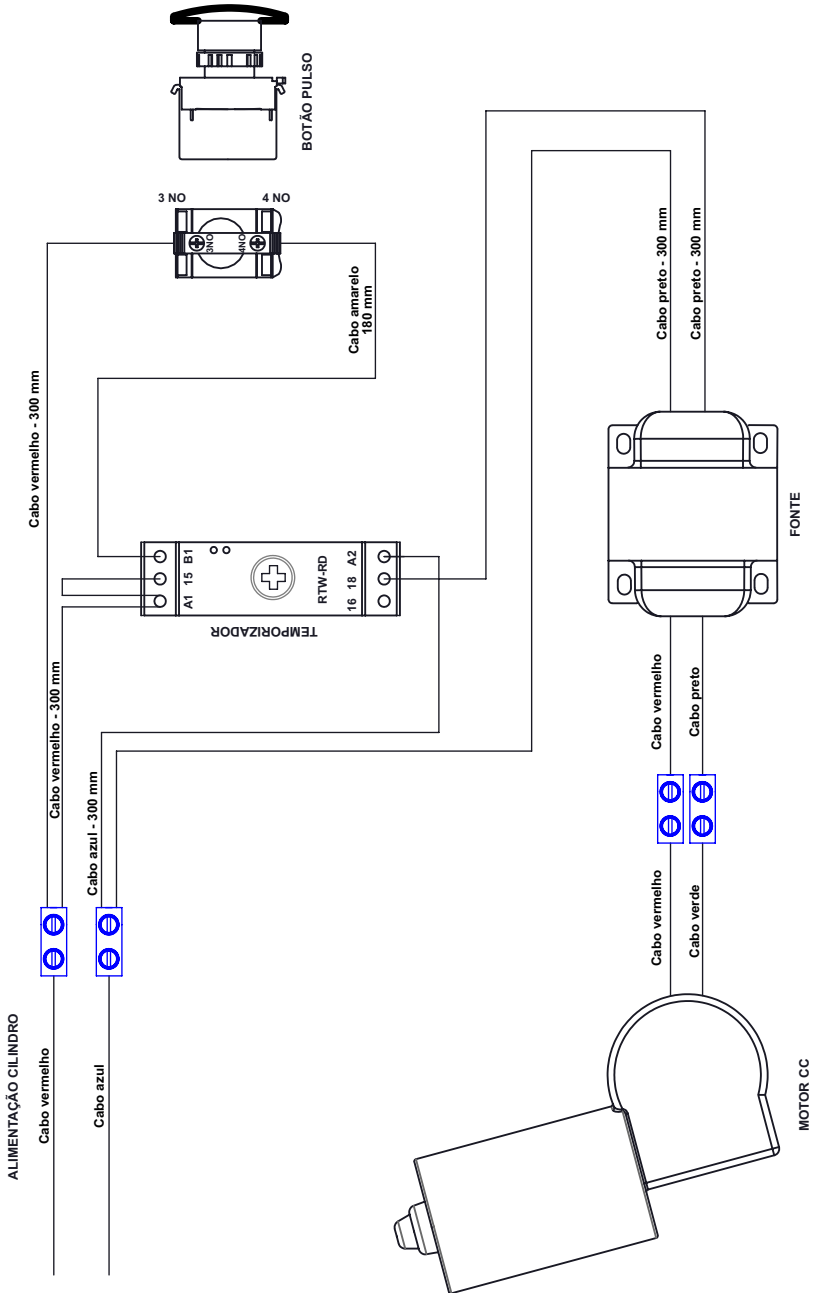 BOTÃO PULSO
3 NO
4 NO
3NO
4NO
Cabo vermelho - 300 mm
Cabo amarelo
180 mm
Cabo preto - 300 mm
Cabo preto - 300 mm
TEMPORIZADOR
A1
15
B1
RTW-RD
16
18
A2
Cabo vermelho - 300 mm
Cabo azul - 300 mm
FONTE
Cabo vermelho
Cabo preto
Cabo vermelho
Cabo verde
ALIMENTAÇÃO CILINDRO
Cabo vermelho
Cabo azul
MOTOR CC